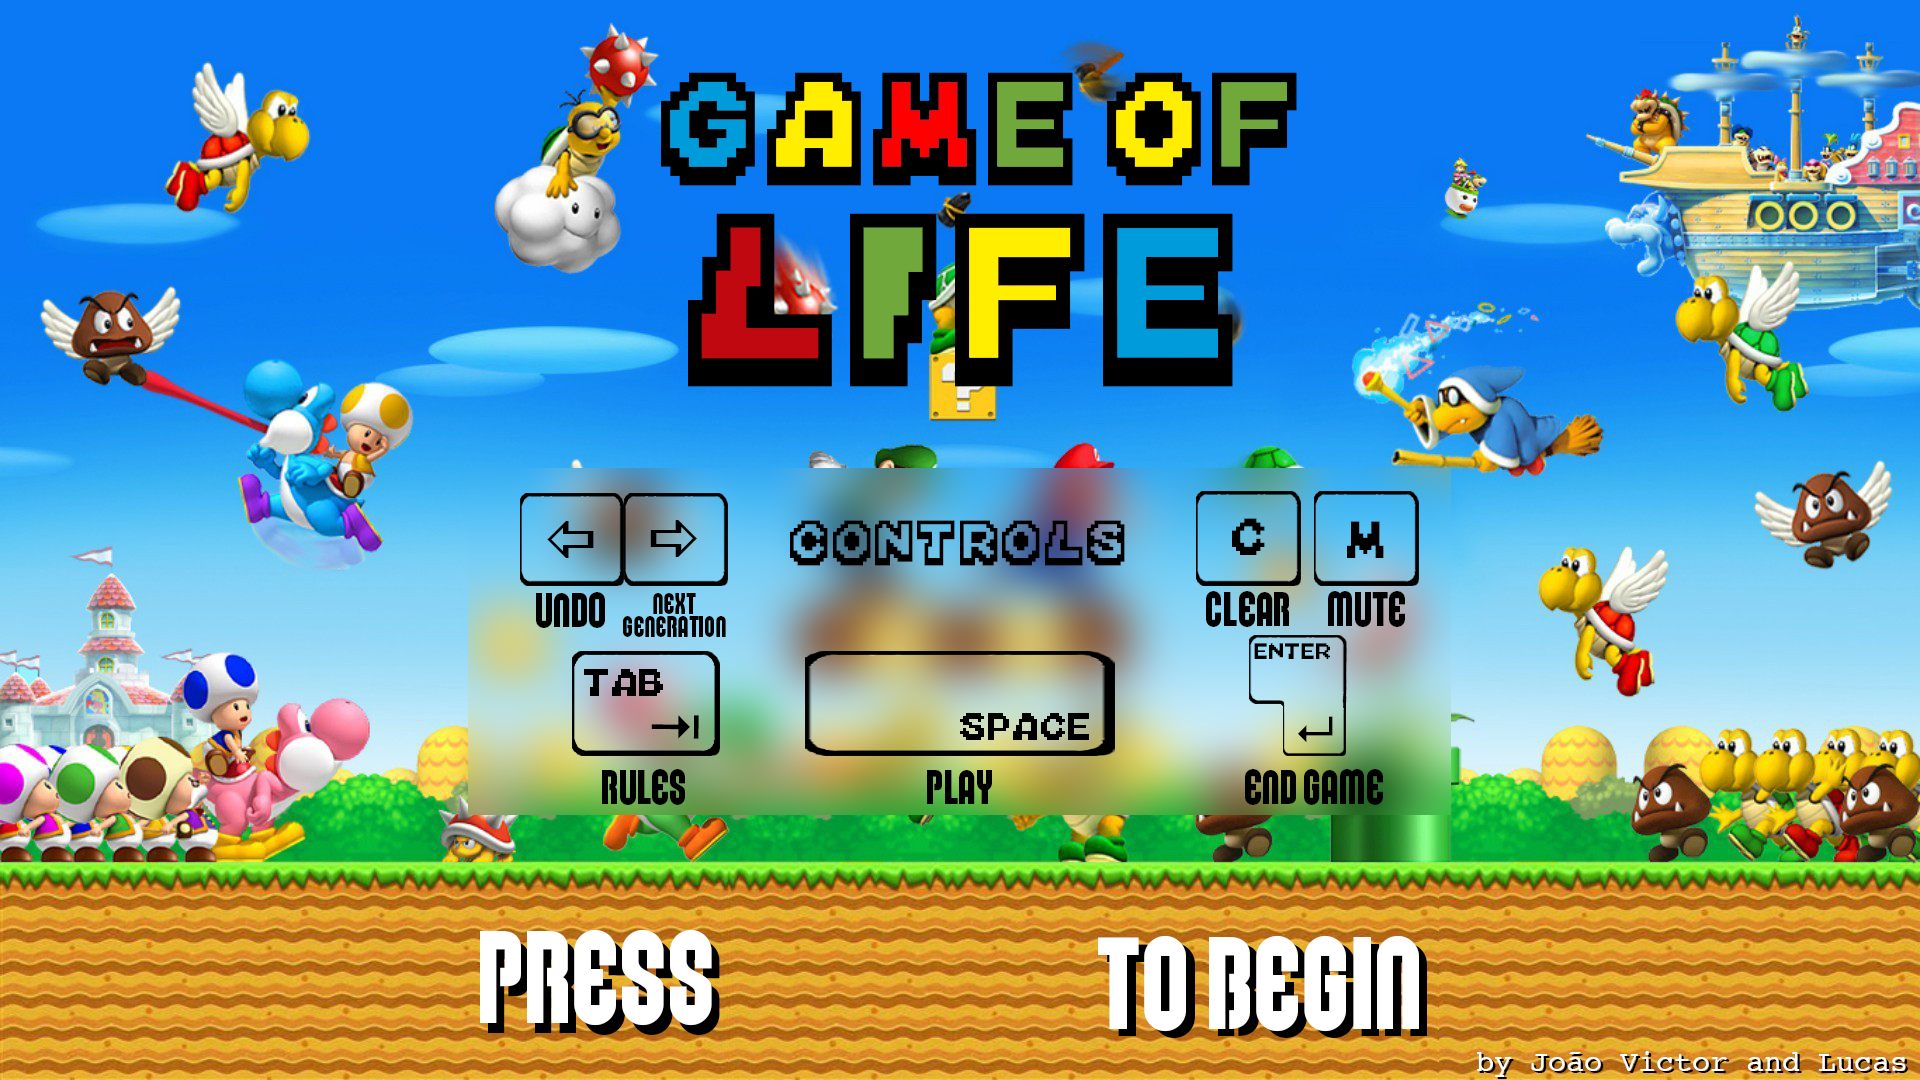 GAME OF
LIFE
CONTROLS
C
M
UNDO
NEXT
GENERATION
CLEAR
MUTE
TAB
SPACE
ENTER
RULES
PLAY
END GAME
PRESS TO BEGIN
by João Victor and Lucas